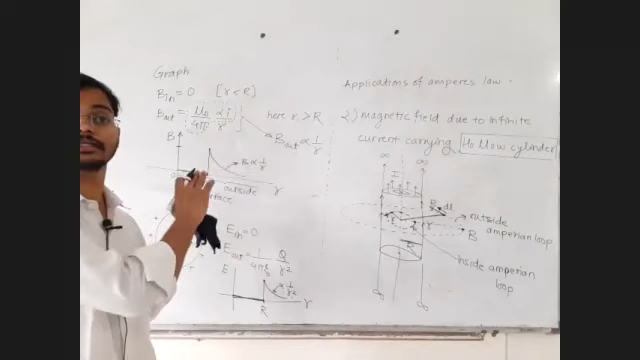 Graph
Bin = 0 [r < R]
Bout = μ0/4π 2i/r here r > R
Bout ∝ 1/r
B
B ∝ 1/r
r
outside
surface
Ein = 0
Eout = 1/4πε0 Q/r²
E
1/r²
R
r
Applications of amperes law.
2) magnetic field due to infinite
current carrying Hollow cylinder
∞ ∞
I
B dl
outside
amperian loop
r
B
R
inside amperian
loop
∞
∞